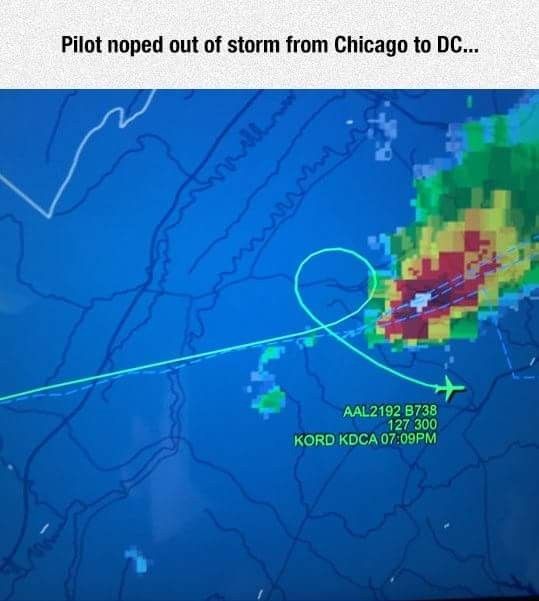 Pilot noped out of storm from Chicago to DC...
AAL2192 B738
127 300
KORD KDCA 07:09PM